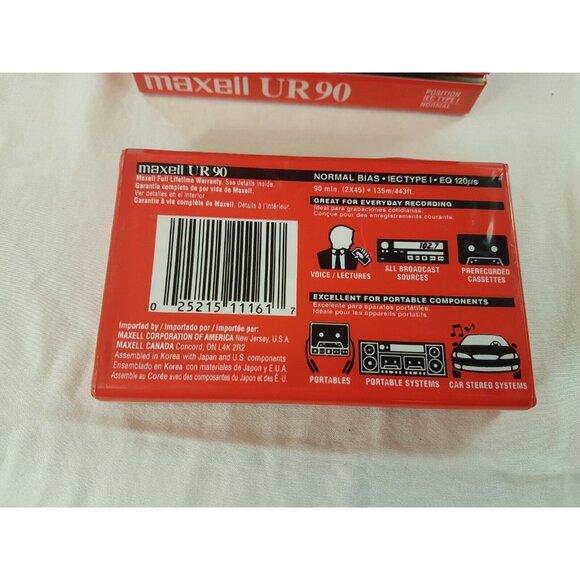 maxell UR 90
POSITION
IEC TYPE I
NORMAL
maxell UR 90
Maxell Full Lifetime Warranty. See details inside.
Garantía completa de por vida de Maxell.
Ver detalles en el interior.
Garantie à vie complète de Maxell. Détails à l'intérieur.
0 25215 11161 7
Imported by / Importado por / Importée par:
MAXELL CORPORATION OF AMERICA New Jersey, U.S.A.
MAXELL CANADA Concord, ON L4K 2R2
Assembled in Korea with Japan and U.S. components
Ensamblado en Korea con materiales de Japon y E.U.A.
Assemblé au Corée avec des composantes du Japon et des É.-U.
NORMAL BIAS • IEC TYPE I • EQ 120µs
90 min. (2X45) • 135m/443ft.
GREAT FOR EVERYDAY RECORDING
Ideal para grabaciones cotidianas.
Conçue pour des enregistrements courants.
102.7
VOICE / LECTURES
ALL BROADCAST
SOURCES
PRERECORDED
CASSETTES
EXCELLENT FOR PORTABLE COMPONENTS
Excelente para aparatos portátiles.
Idéale pour les appareils portatifs.
PORTABLES
PORTABLE SYSTEMS
CAR STEREO SYSTEMS